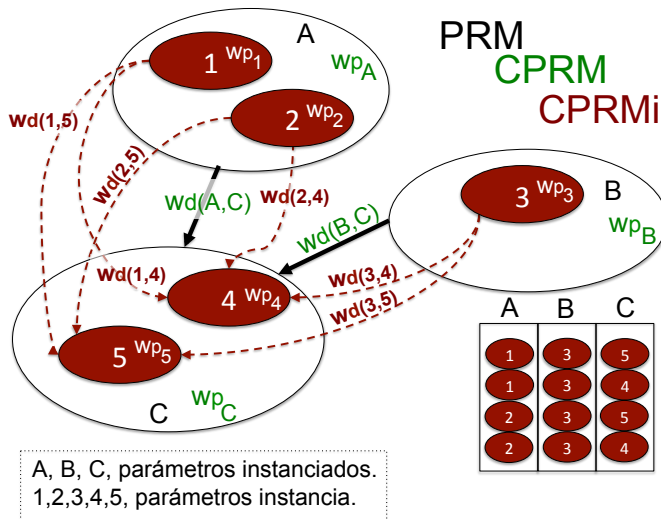 PRM
CPRM
CPRMi
A
wpA
1 wp1
2 wp2
wd(1,5)
wd(2,5)
wd(A,C)
wd(2,4)
wd(B,C)
3 wp3
B
wpB
wd(1,4)
wd(3,4)
wd(3,5)
4 wp4
5 wp5
C
wpC
A B C
1 3 5
1 3 4
2 3 5
2 3 4
A, B, C, parámetros instanciados.
1,2,3,4,5, parámetros instancia.